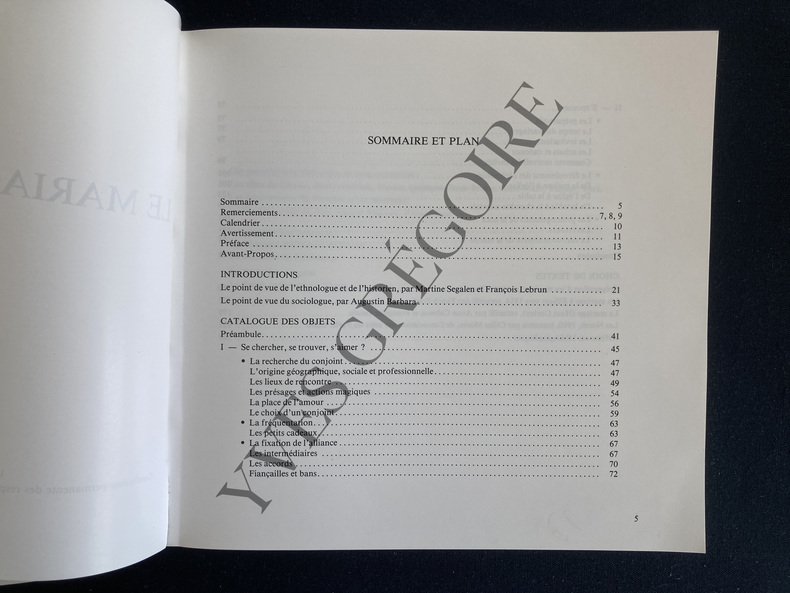 SOMMAIRE ET PLAN
Sommaire 5
Remerciements 7, 8, 9
Calendrier 10
Avertissement 11
Préface 13
Avant-Propos 15
INTRODUCTIONS
Le point de vue de l'ethnologue et de l'historien, par Martine Segalen et François Lebrun 21
Le point de vue du sociologue, par Augustin Barbara 33
CATALOGUE DES OBJETS
Préambule 41
I — Se chercher, se trouver, s'aimer ? 45
• La recherche du conjoint 47
L'origine géographique, sociale et professionnelle 47
Les lieux de rencontre 49
Les présages et actions magiques 54
La place de l'amour 56
Le choix d'un conjoint 59
• La fréquentation 63
Les petits cadeaux 63
• La fixation de l'alliance 67
Les intermédiaires 67
Les accords 70
Fiançailles et bans 72
5
YVES GRÉGOIRE
LE MARIA